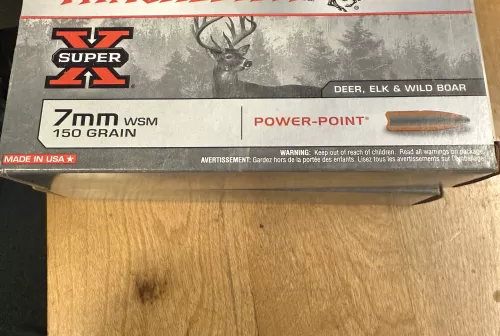 X
SUPER
DEER, ELK & WILD BOAR
7mm WSM
150 GRAIN
POWER-POINT®
MADE IN USA
WARNING: Keep out of reach of children. Read all warnings on package.
AVERTISSEMENT: Gardez hors de la portée des enfants. Lisez tous les avertissements sur l'emballage.